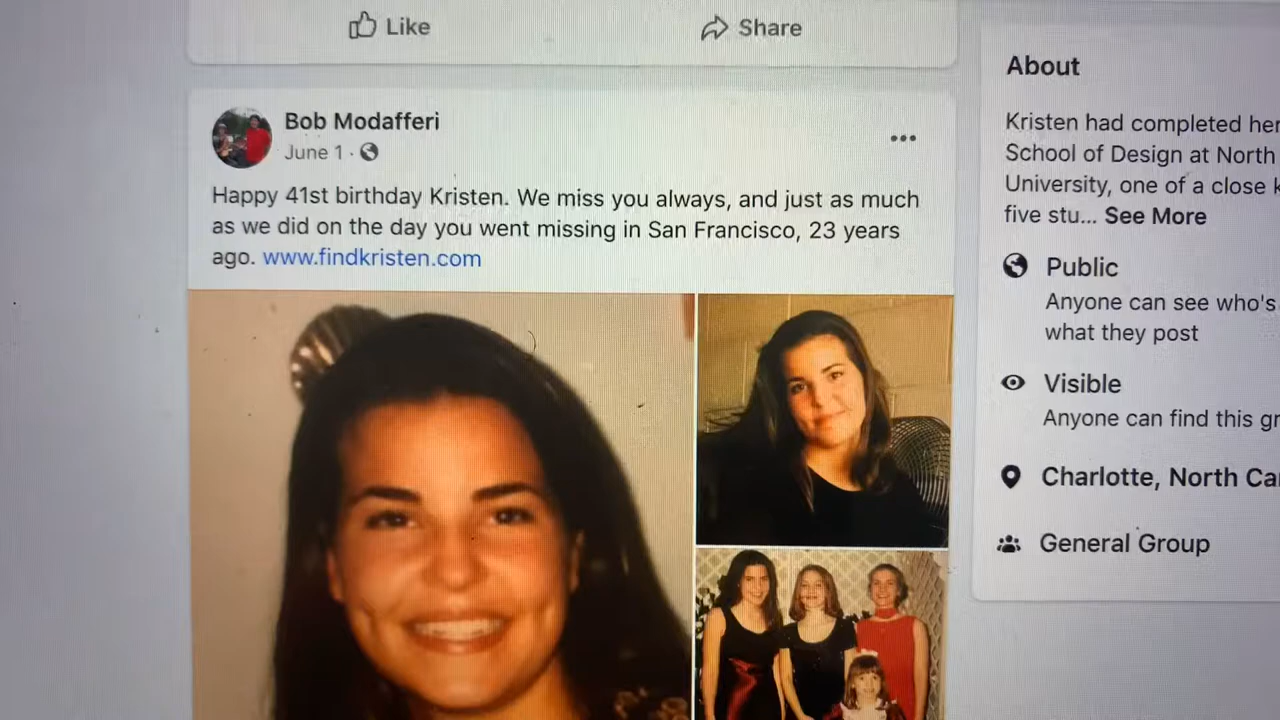 Like
Share
Bob Modafferi
June 1 ·
Happy 41st birthday Kristen. We miss you always, and just as much
as we did on the day you went missing in San Francisco, 23 years
ago. www.findkristen.com
About
Kristen had completed her
School of Design at North
University, one of a close k
five stu... See More
Public
Anyone can see who's
what they post
Visible
Anyone can find this gr
Charlotte, North Car
General Group